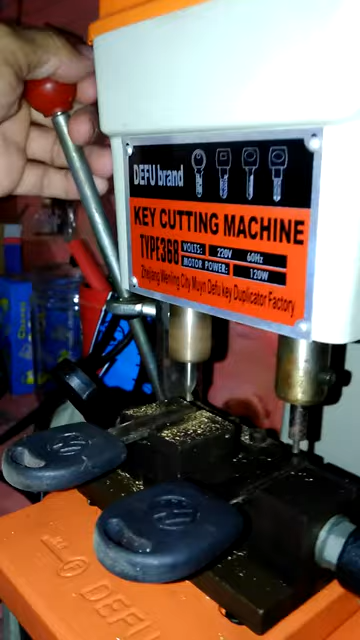 DEFU brand
KEY CUTTING MACHINE
TYPE368
VOLTS: 220V 60Hz
MOTOR POWER: 120W
Zhejiang Wenling City Muyn Defu key Duplicator Factory
DEFU